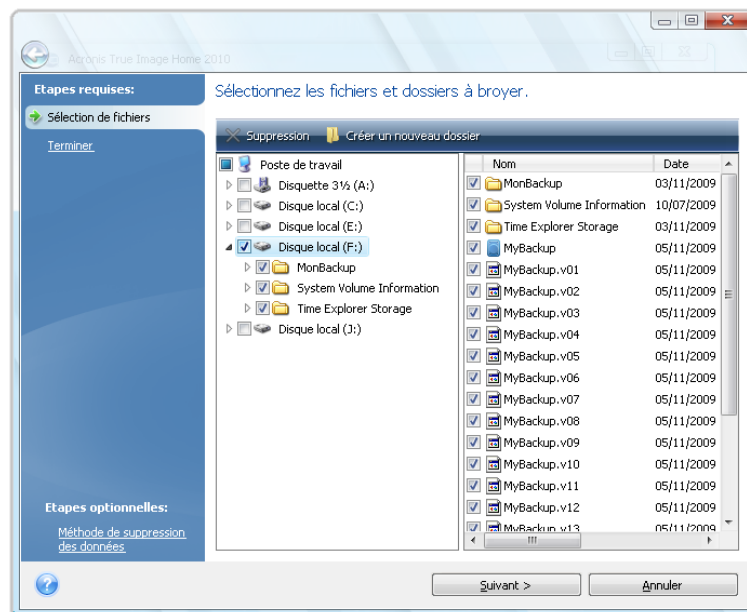 Acronis True Image Home 2010
Etapes requises:
Sélection de fichiers
Terminer
Sélectionnez les fichiers et dossiers à broyer.
Suppression Créer un nouveau dossier
Poste de travail
Disquette 3½ (A:)
Disque local (C:)
Disque local (E:)
Disque local (F:)
MonBackup
System Volume Information
Time Explorer Storage
Disque local (J:)
Nom Date
MonBackup 03/11/2009
System Volume Information 10/07/2009
Time Explorer Storage 03/11/2009
MyBackup 05/11/2009
MyBackup.v01 05/11/2009
MyBackup.v02 05/11/2009
MyBackup.v03 05/11/2009
MyBackup.v04 05/11/2009
MyBackup.v05 05/11/2009
MyBackup.v06 05/11/2009
MyBackup.v07 05/11/2009
MyBackup.v08 05/11/2009
MyBackup.v09 05/11/2009
MyBackup.v10 05/11/2009
MyBackup.v11 05/11/2009
MyBackup.v12 05/11/2009
MyBackup.v13 05/11/2009
Etapes optionnelles:
Méthode de suppression
des données
Suivant >
Annuler